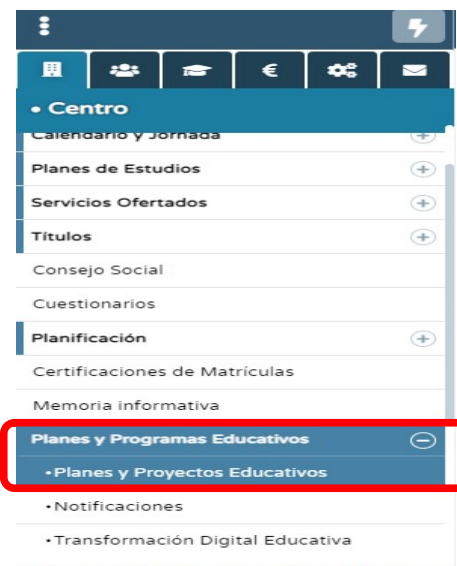 • Centro
Calendario y Jornada
Planes de Estudios
Servicios Ofertados
Títulos
Consejo Social
Cuestionarios
Planificación
Certificaciones de Matrículas
Memoria informativa
Planes y Programas Educativos
•Planes y Proyectos Educativos
•Notificaciones
•Transformación Digital Educativa